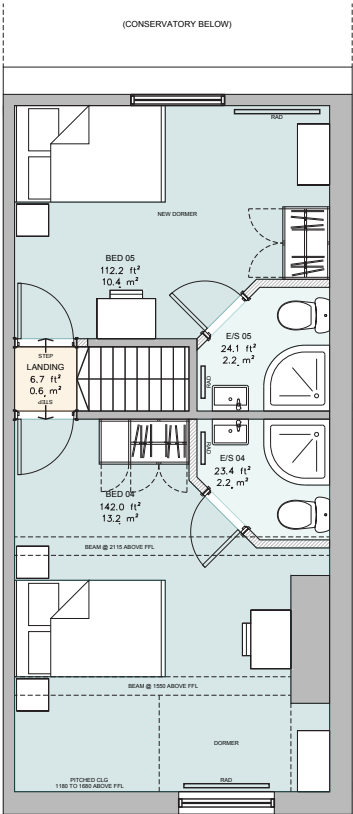 (CONSERVATORY BELOW)
RAD
NEW DORMER
BED 05
112.2 ft²
10.4 m²
E/S 05
24.1 ft²
2.2 m²
RAD
STEP
LANDING
6.7 ft²
0.6 m²
STEP
RAD
E/S 04
23.4 ft²
2.2 m²
BED 04
142.0 ft²
13.2 m²
BEAM @ 2115 ABOVE FFL
BEAM @ 1550 ABOVE FFL
DORMER
PITCHED CLG
1180 TO 1680 ABOVE FFL
RAD